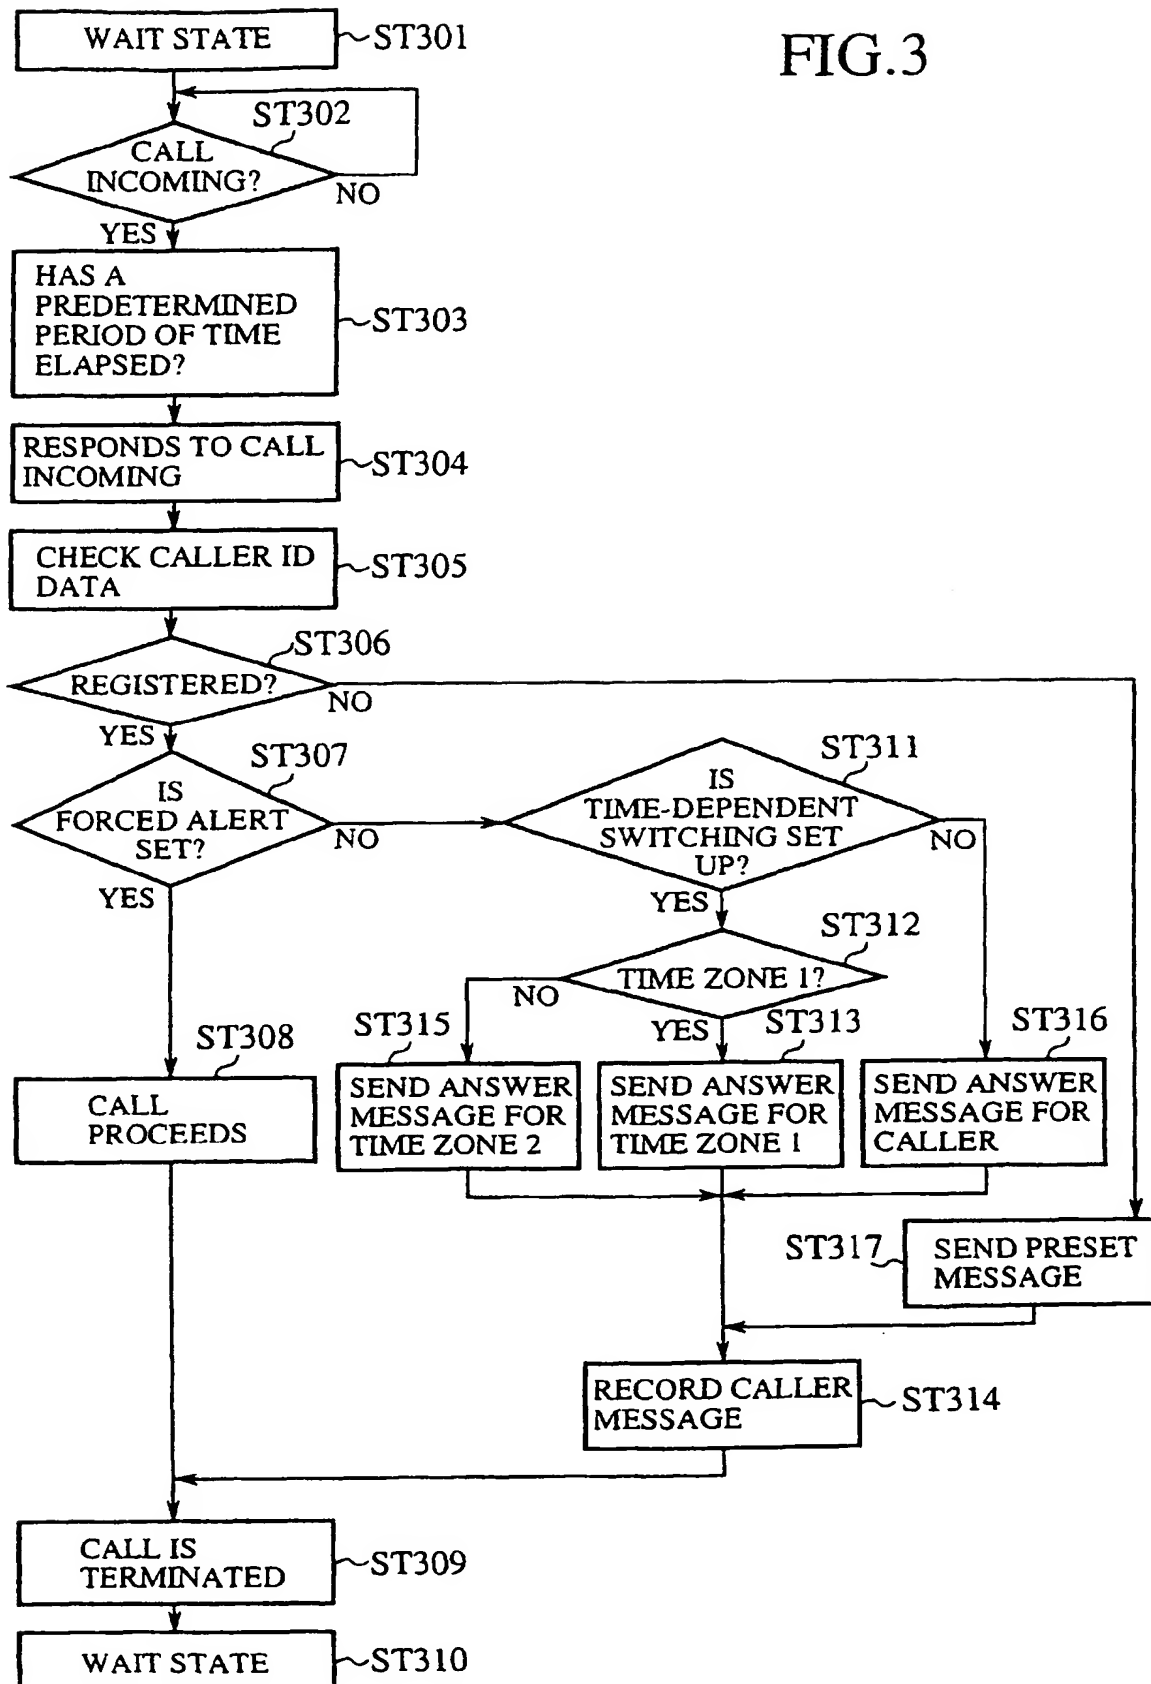 FIG.3
WAIT STATE
ST301
ST302
CALL
INCOMING?
NO
YES
HAS A
PREDETERMINED
PERIOD OF TIME
ELAPSED?
ST303
RESPONDS TO CALL
INCOMING
ST304
CHECK CALLER ID
DATA
ST305
ST306
REGISTERED?
NO
YES
ST307
IS
FORCED ALERT
SET?
NO
YES
ST311
IS
TIME-DEPENDENT
SWITCHING SET
UP?
NO
YES
ST312
TIME ZONE 1?
NO
YES
ST308
CALL
PROCEEDS
ST315
SEND ANSWER
MESSAGE FOR
TIME ZONE 2
ST313
SEND ANSWER
MESSAGE FOR
TIME ZONE 1
ST316
SEND ANSWER
MESSAGE FOR
CALLER
ST317
SEND PRESET
MESSAGE
RECORD CALLER
MESSAGE
ST314
CALL IS
TERMINATED
ST309
WAIT STATE
ST310